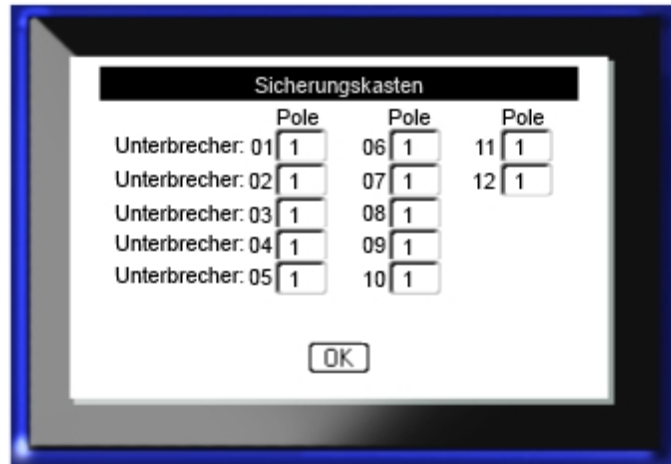 Sicherungskasten
Pole Pole Pole
Unterbrecher: 01 1 06 1 11 1
Unterbrecher: 02 1 07 1 12 1
Unterbrecher: 03 1 08 1
Unterbrecher: 04 1 09 1
Unterbrecher: 05 1 10 1
OK